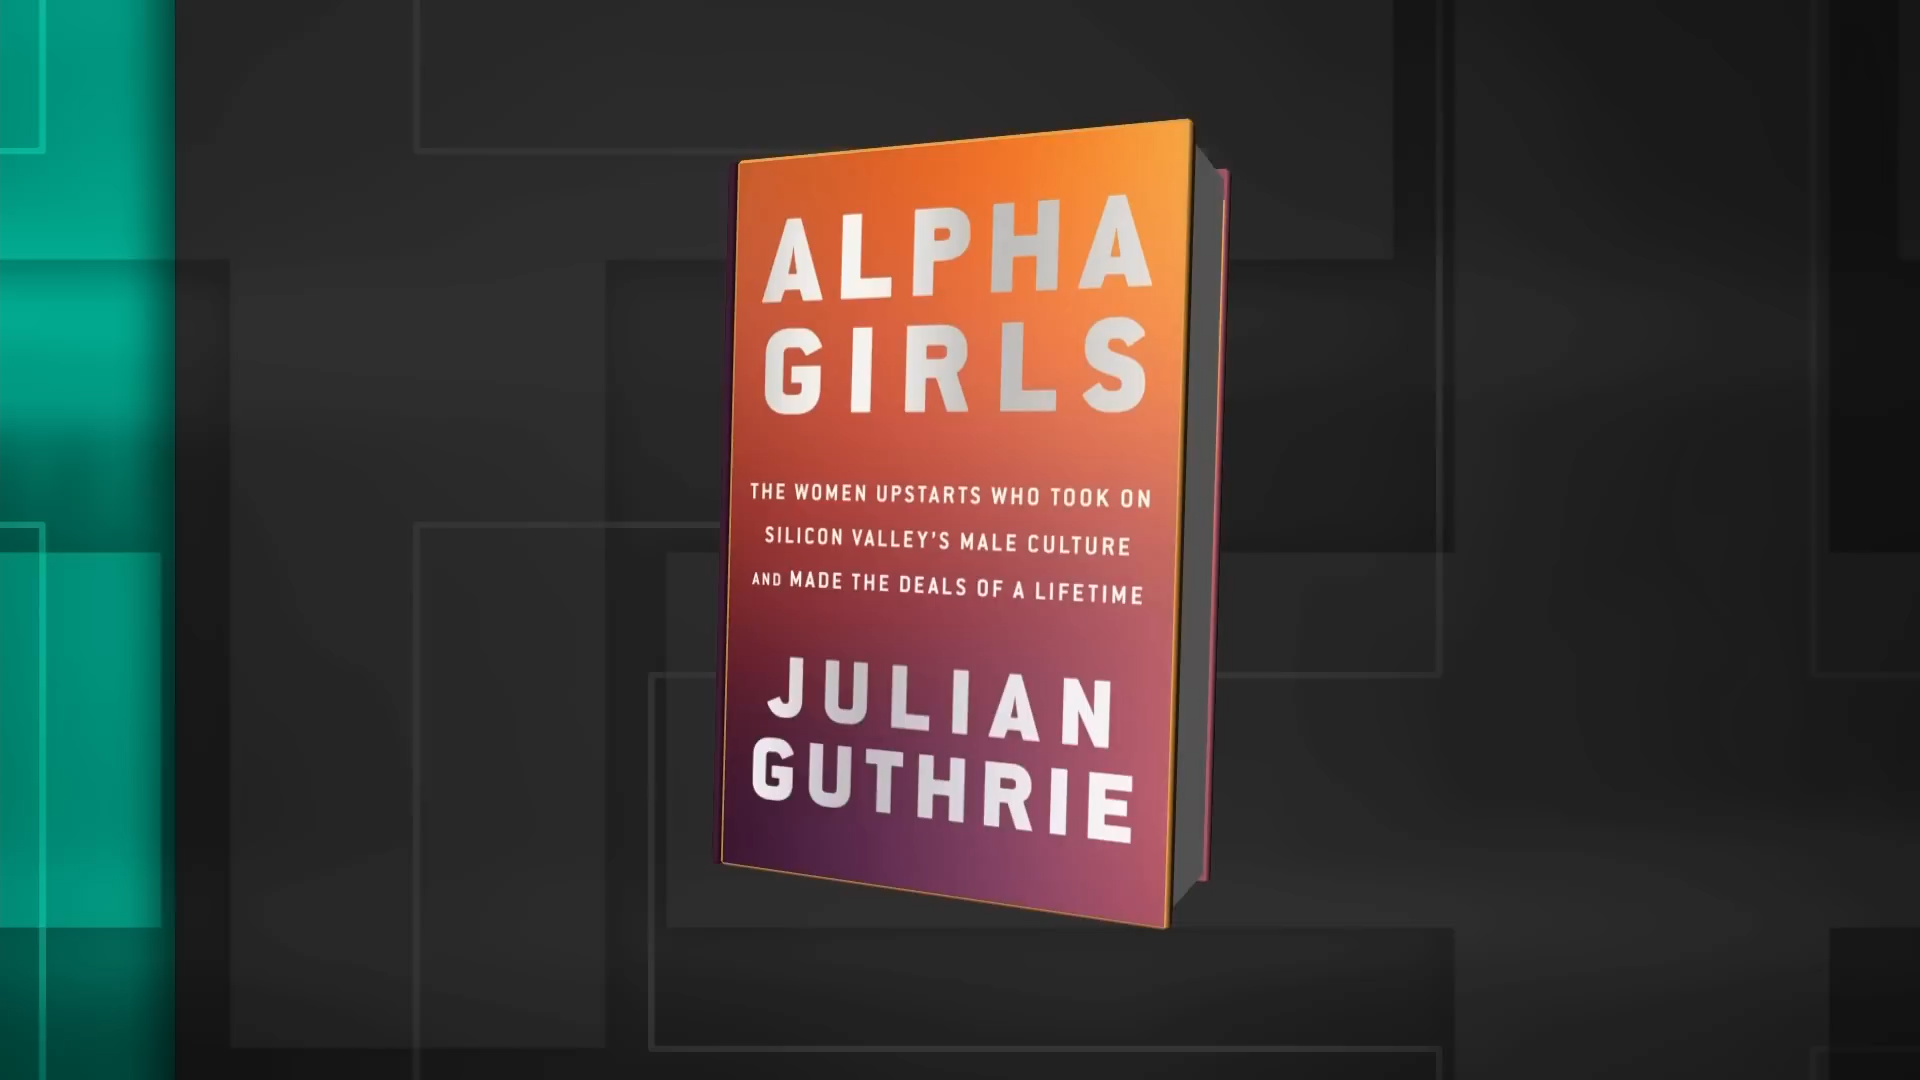 ALPHA
GIRLS
THE WOMEN UPSTARTS WHO TOOK ON
SILICON VALLEY'S MALE CULTURE
AND MADE THE DEALS OF A LIFETIME
JULIAN
GUTHRIE